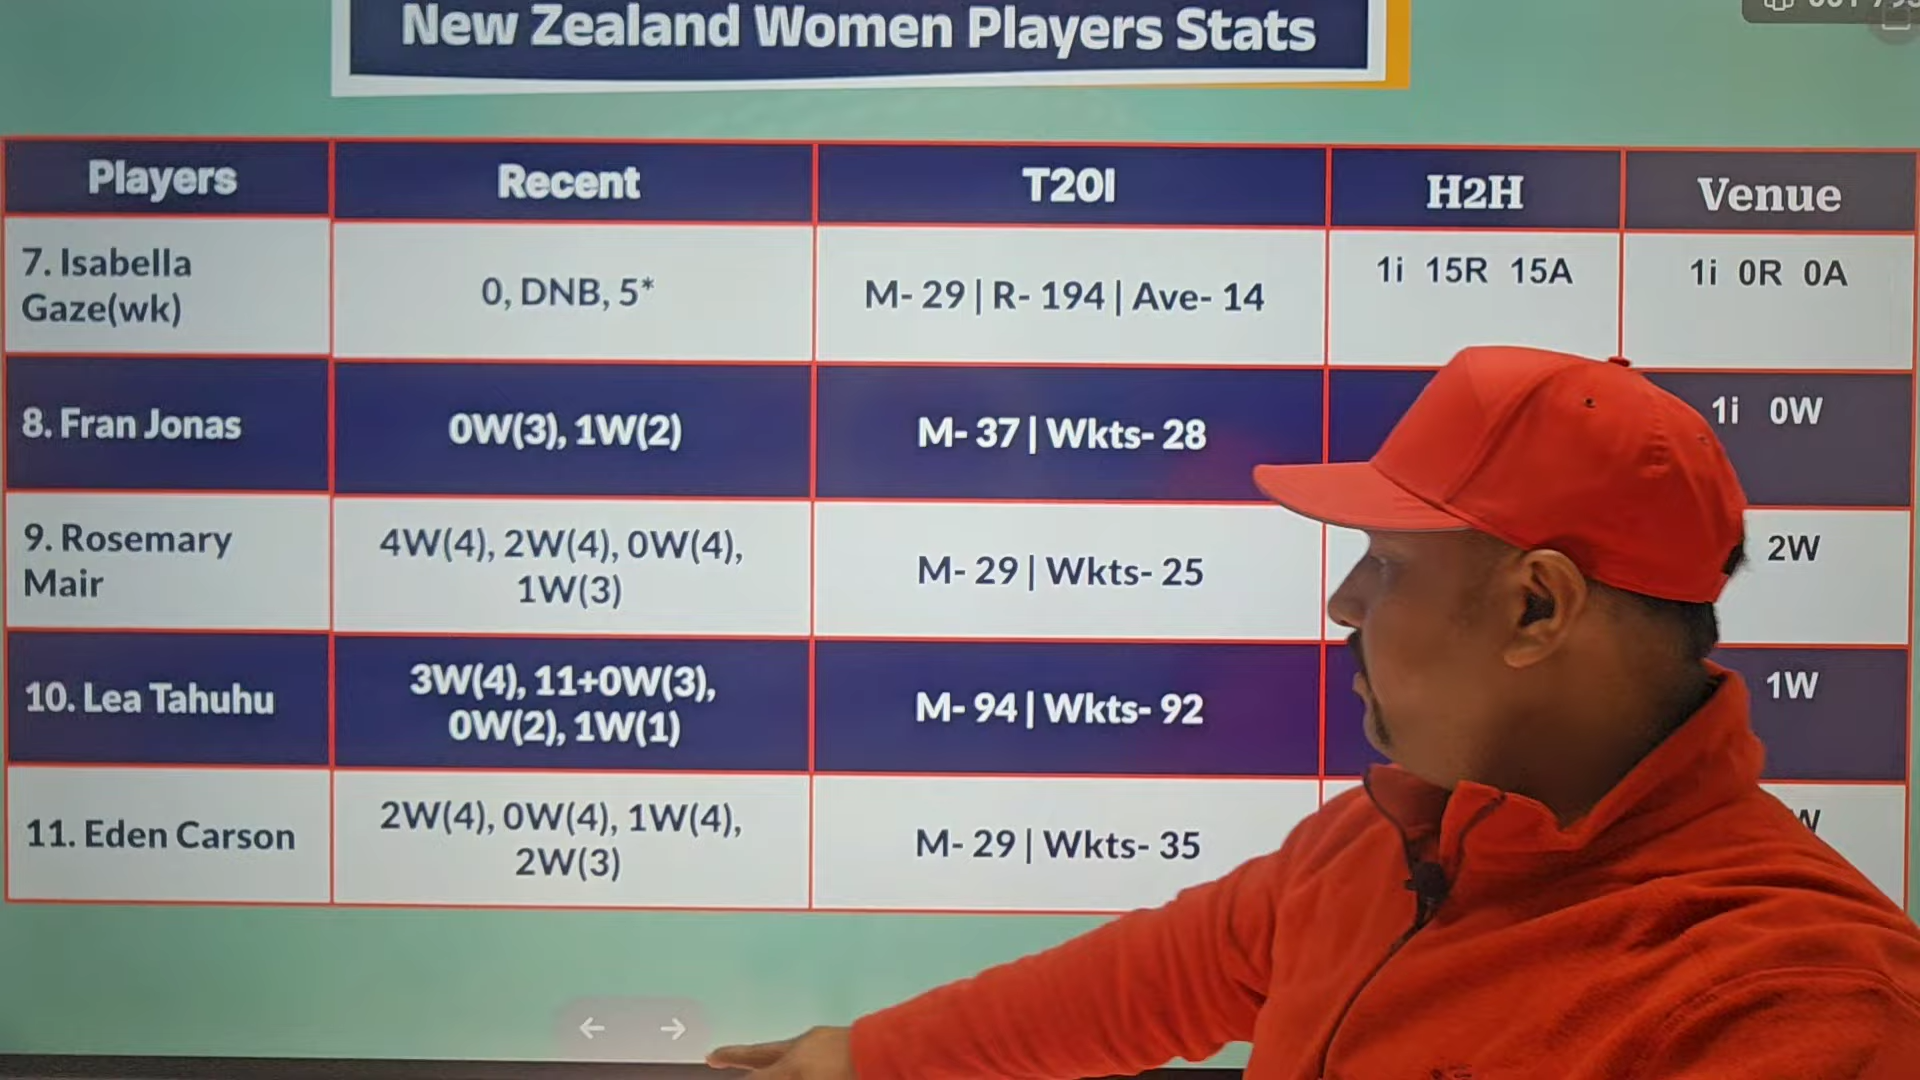 New Zealand Women Players Stats
Players Recent T20I H2H Venue
7. Isabella
Gaze(wk)
0, DNB, 5*
M- 29 | R- 194 | Ave- 14
1i 15R 15A
1i 0R 0A
8. Fran Jonas
0W(3), 1W(2)
M- 37 | Wkts- 28
1i 0W
9. Rosemary
Mair
4W(4), 2W(4), 0W(4),
1W(3)
M- 29 | Wkts- 25
2W
10. Lea Tahuhu
3W(4), 11+0W(3),
0W(2), 1W(1)
M- 94 | Wkts- 92
1W
11. Eden Carson
2W(4), 0W(4), 1W(4),
2W(3)
M- 29 | Wkts- 35